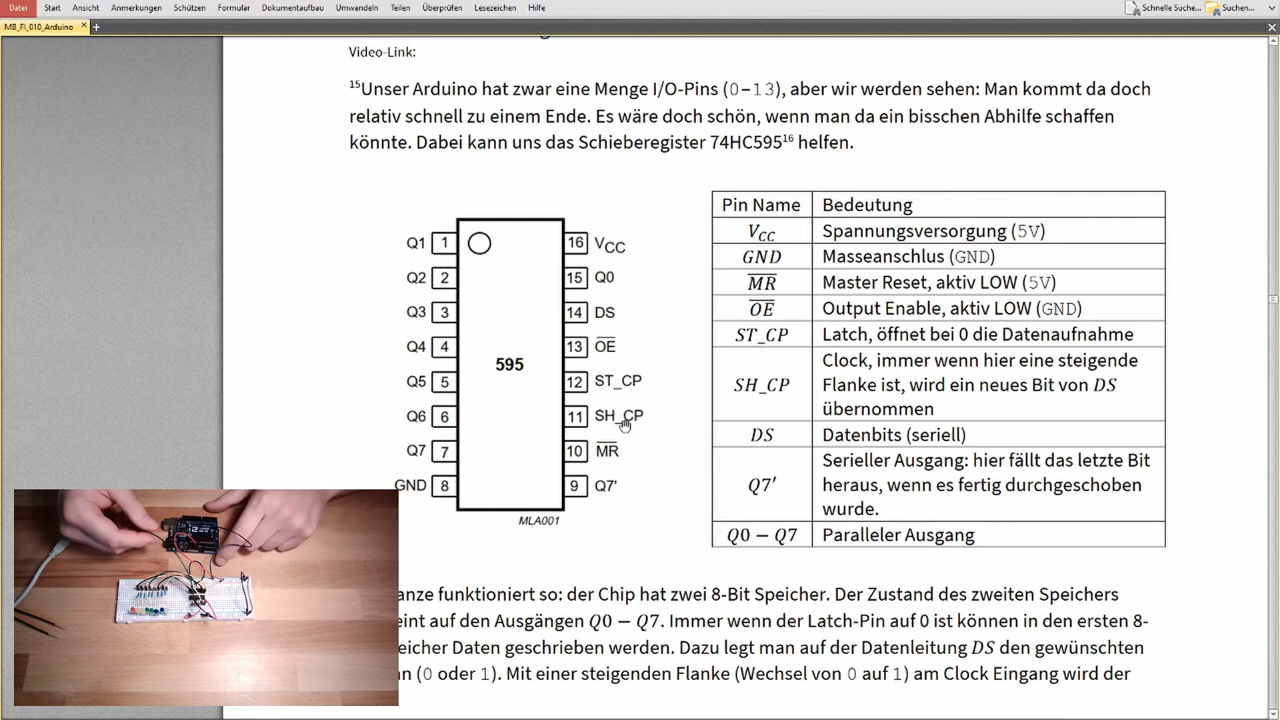 Datei Start Ansicht Anmerkungen Schützen Formular Dokumentaufbau Umwandeln Teilen Überprüfen Lesezeichen Hilfe Schnelle Suche... Suchen...
MB_FI_010_Arduino
Video-Link:
15Unser Arduino hat zwar eine Menge I/O-Pins (0–13), aber wir werden sehen: Man kommt da doch
relativ schnell zu einem Ende. Es wäre doch schön, wenn man da ein bisschen Abhilfe schaffen
könnte. Dabei kann uns das Schieberegister 74HC59516 helfen.
Q1 1 16 VCC
Q2 2 15 Q0
Q3 3 14 DS
Q4 4 13 O̅E̅
Q5 5 595 12 ST_CP
Q6 6 11 SH_CP
Q7 7 10 M̅R̅
GND 8 9 Q7'
MLA001
Pin Name Bedeutung
VCC Spannungsversorgung (5V)
GND Masseanschlus (GND)
M̅R̅ Master Reset, aktiv LOW (5V)
O̅E̅ Output Enable, aktiv LOW (GND)
ST_CP Latch, öffnet bei 0 die Datenaufnahme
SH_CP Clock, immer wenn hier eine steigende
Flanke ist, wird ein neues Bit von DS
übernommen
DS Datenbits (seriell)
Q7' Serieller Ausgang: hier fällt das letzte Bit
heraus, wenn es fertig durchgeschoben
wurde.
Q0 − Q7 Paralleler Ausgang
anze funktioniert so: der Chip hat zwei 8-Bit Speicher. Der Zustand des zweiten Speichers
eint auf den Ausgängen Q0 − Q7. Immer wenn der Latch-Pin auf 0 ist können in den ersten 8-
eicher Daten geschrieben werden. Dazu legt man auf der Datenleitung DS den gewünschten
n (0 oder 1). Mit einer steigenden Flanke (Wechsel von 0 auf 1) am Clock Eingang wird der